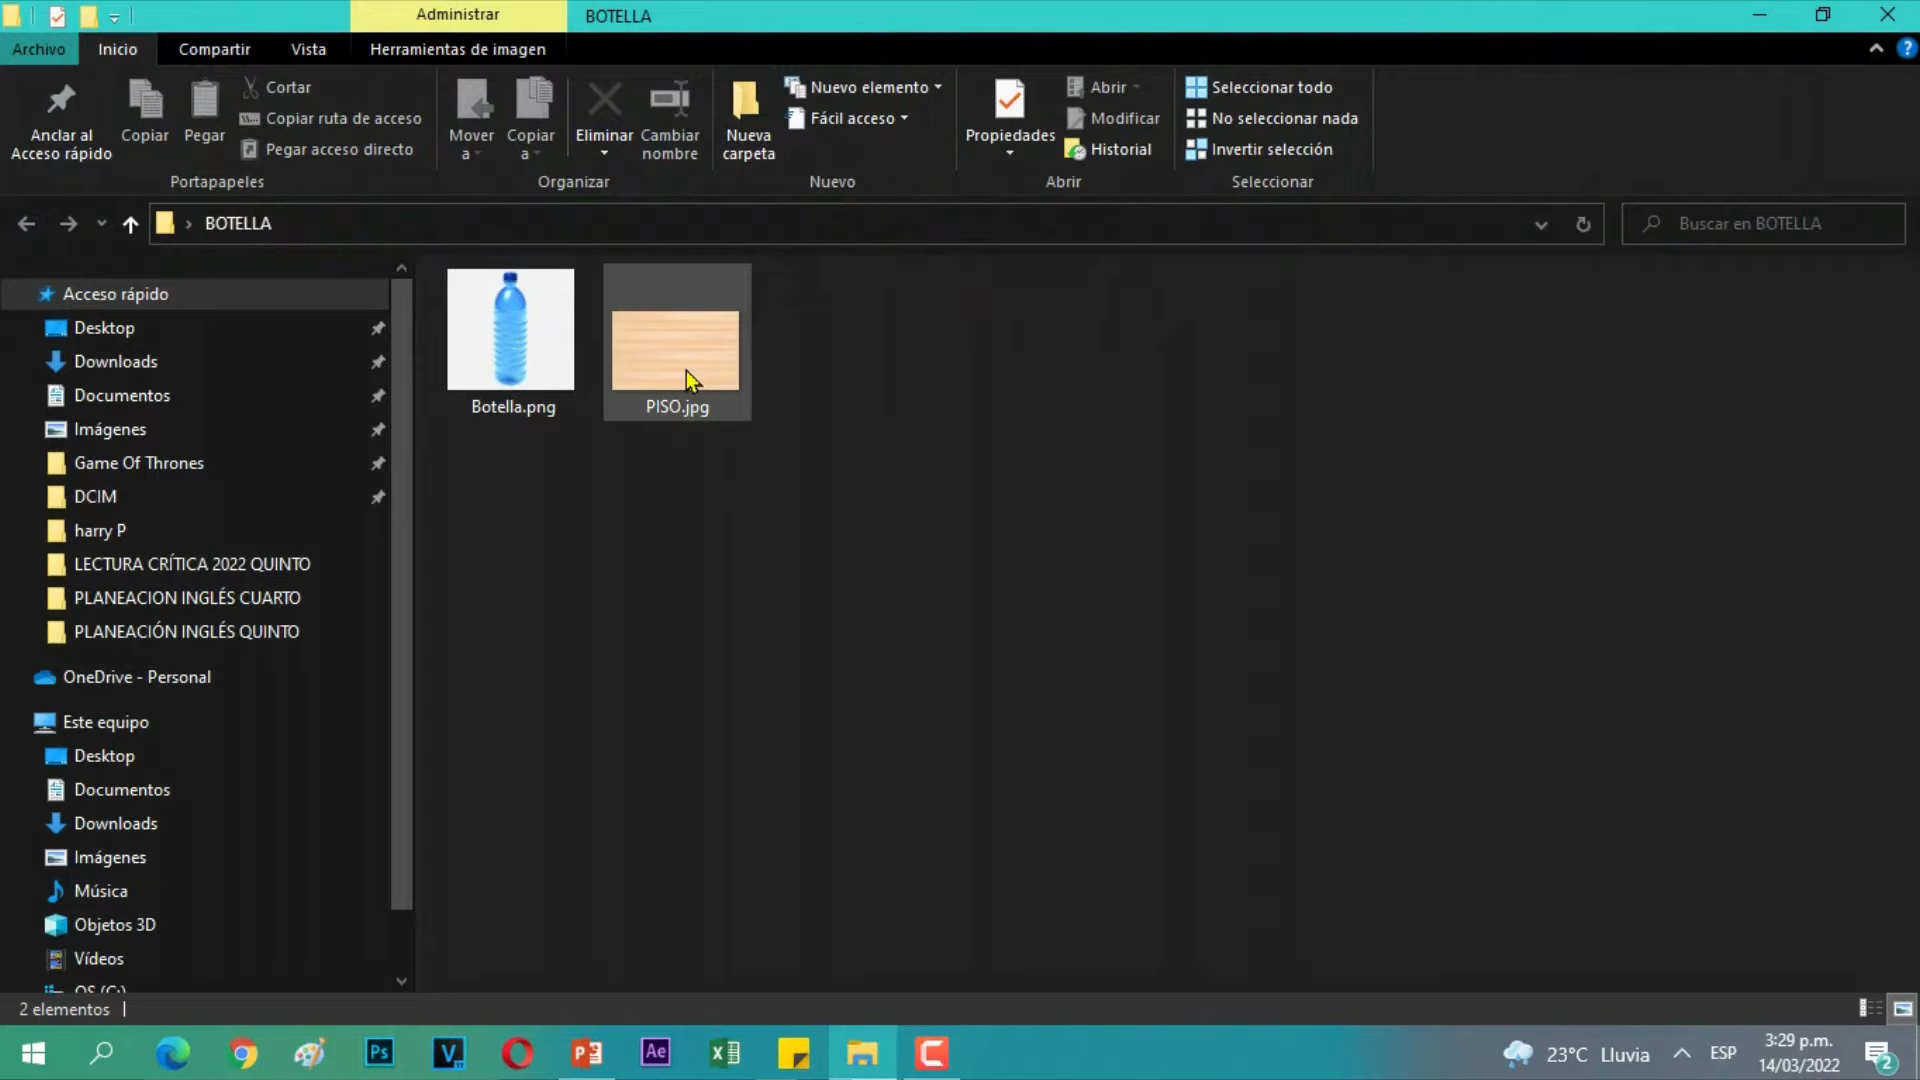 Administrar
BOTELLA
Archivo
Inicio
Compartir
Vista
Herramientas de imagen
Anclar al
Acceso rápido
Copiar
Pegar
Cortar
Copiar ruta de acceso
Pegar acceso directo
Portapapeles
Mover
a
Copiar
a
Eliminar
Cambiar
nombre
Organizar
Nueva
carpeta
Nuevo elemento
Fácil acceso
Nuevo
Propiedades
Abrir
Modificar
Historial
Abrir
Seleccionar todo
No seleccionar nada
Invertir selección
Seleccionar
BOTELLA
Buscar en BOTELLA
Acceso rápido
Desktop
Downloads
Documentos
Imágenes
Game Of Thrones
DCIM
harry P
LECTURA CRÍTICA 2022 QUINTO
PLANEACION INGLÉS CUARTO
PLANEACIÓN INGLÉS QUINTO
OneDrive - Personal
Este equipo
Desktop
Documentos
Downloads
Imágenes
Música
Objetos 3D
Vídeos
OS (C:)
Botella.png
PISO.jpg
2 elementos
Ps
V
Ae
23°C Lluvia
ESP
3:29 p.m.
14/03/2022
2